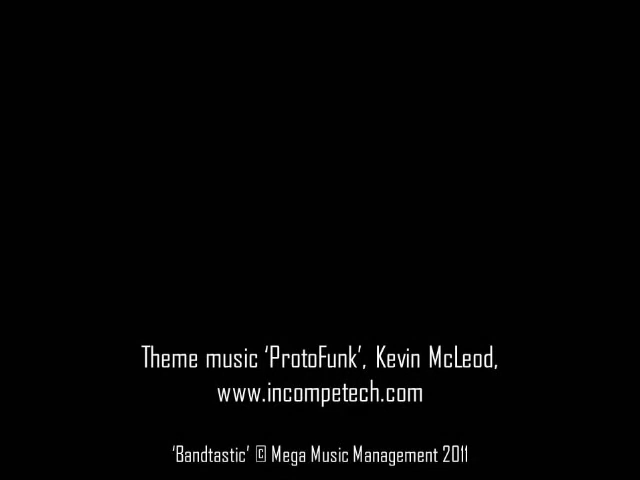 Theme music ‘ProtoFunk’, Kevin McLeod,
www.incompetech.com
‘Bandtastic’ © Mega Music Management 2011